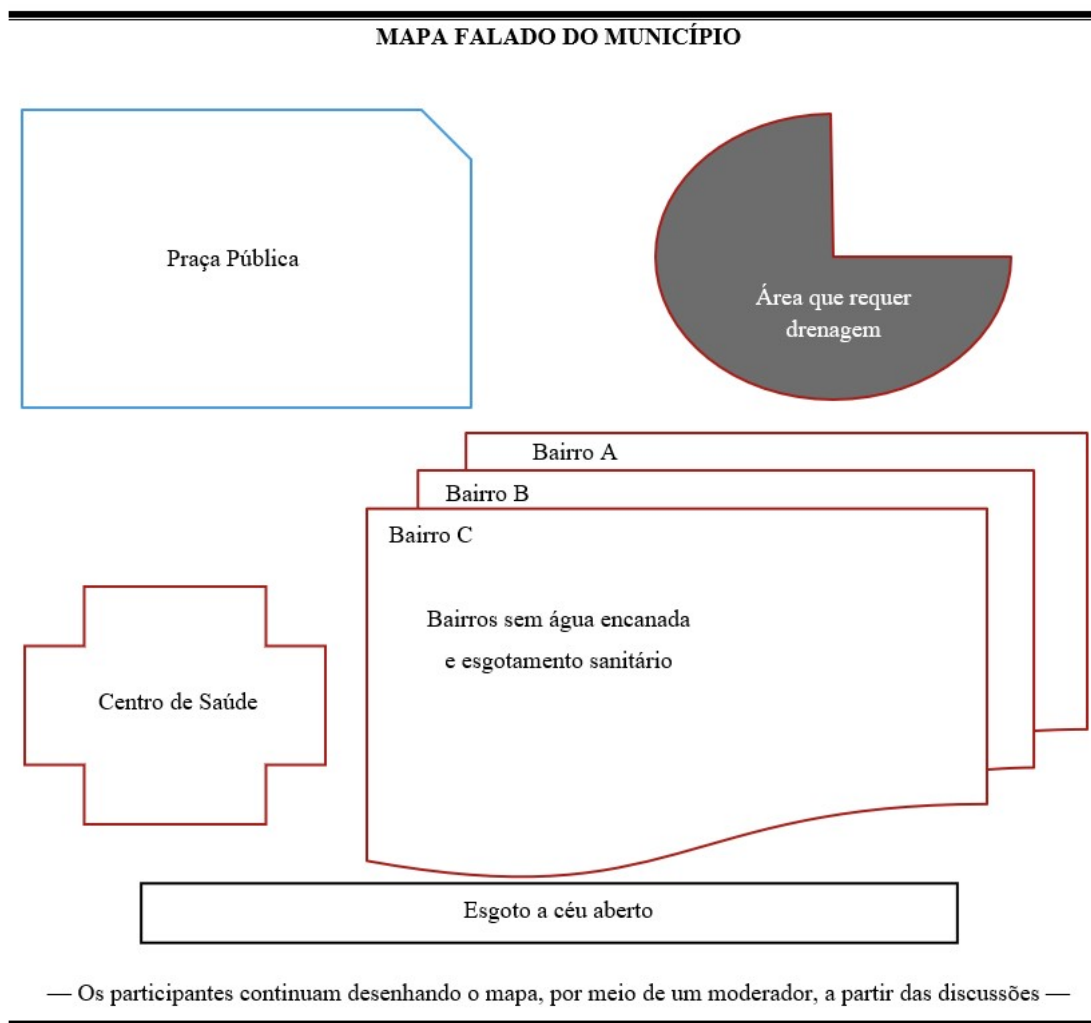 MAPA FALADO DO MUNICÍPIO
Praça Pública
Área que requer
drenagem
Bairro A
Bairro B
Bairro C
Bairros sem água encanada
e esgotamento sanitário
Centro de Saúde
Esgoto a céu aberto
— Os participantes continuam desenhando o mapa, por meio de um moderador, a partir das discussões —